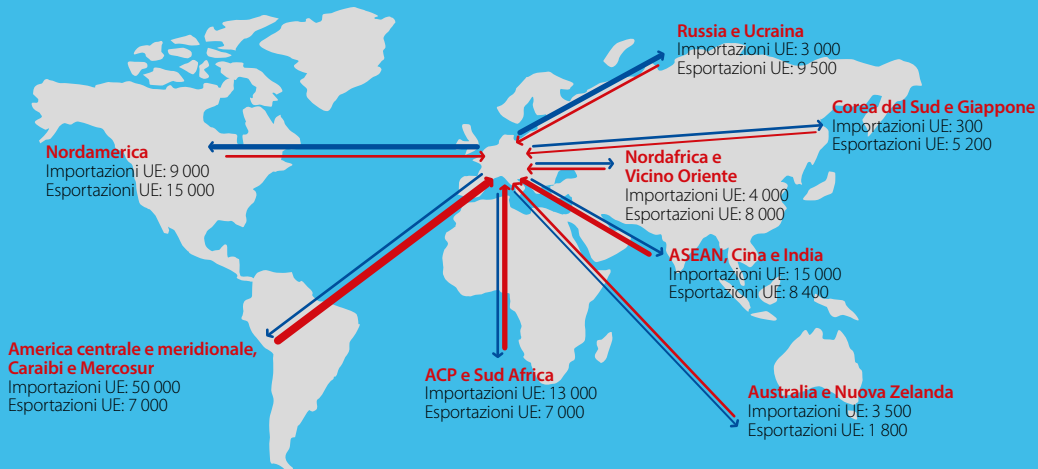 Russia e Ucraina
Importazioni UE: 3 000
Esportazioni UE: 9 500
Corea del Sud e Giappone
Importazioni UE: 300
Esportazioni UE: 5 200
Nordamerica
Importazioni UE: 9 000
Esportazioni UE: 15 000
Nordafrica e
Vicino Oriente
Importazioni UE: 4 000
Esportazioni UE: 8 000
ASEAN, Cina e India
Importazioni UE: 15 000
Esportazioni UE: 8 400
America centrale e meridionale,
Caraibi e Mercosur
Importazioni UE: 50 000
Esportazioni UE: 7 000
ACP e Sud Africa
Importazioni UE: 13 000
Esportazioni UE: 7 000
Australia e Nuova Zelanda
Importazioni UE: 3 500
Esportazioni UE: 1 800